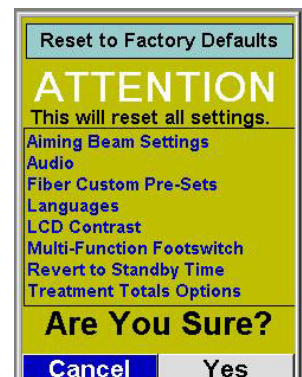 Reset to Factory Defaults
ATTENTION
This will reset all settings.
Aiming Beam Settings
Audio
Fiber Custom Pre-Sets
Languages
LCD Contrast
Multi-Function Footswitch
Revert to Standby Time
Treatment Totals Options
Are You Sure?
Cancel Yes